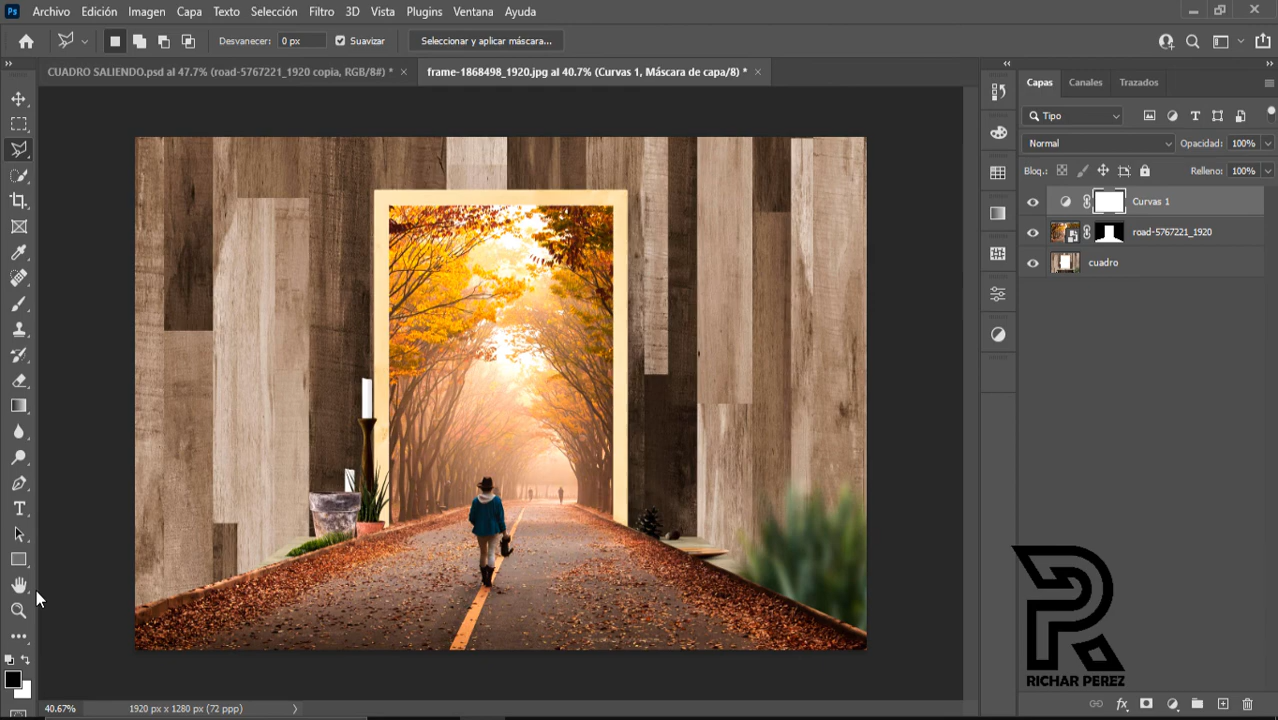 Ps Archivo Edición Imagen Capa Texto Selección Filtro 3D Vista Plugins Ventana Ayuda
Desvanecer: 0 px Suavizar Seleccionar y aplicar máscara...
CUADRO SALIENDO.psd al 47.7% (road-5767221_1920 copia, RGB/8#) * × frame-1868498_1920.jpg al 40.7% (Curvas 1, Máscara de capa/8) * ×
Capas Canales Trazados
Tipo
Normal Opacidad: 100%
Bloq.: Relleno: 100%
Curvas 1
road-5767221_1920
cuadro
RICHAR PEREZ
40.67% 1920 px x 1280 px (72 ppp)